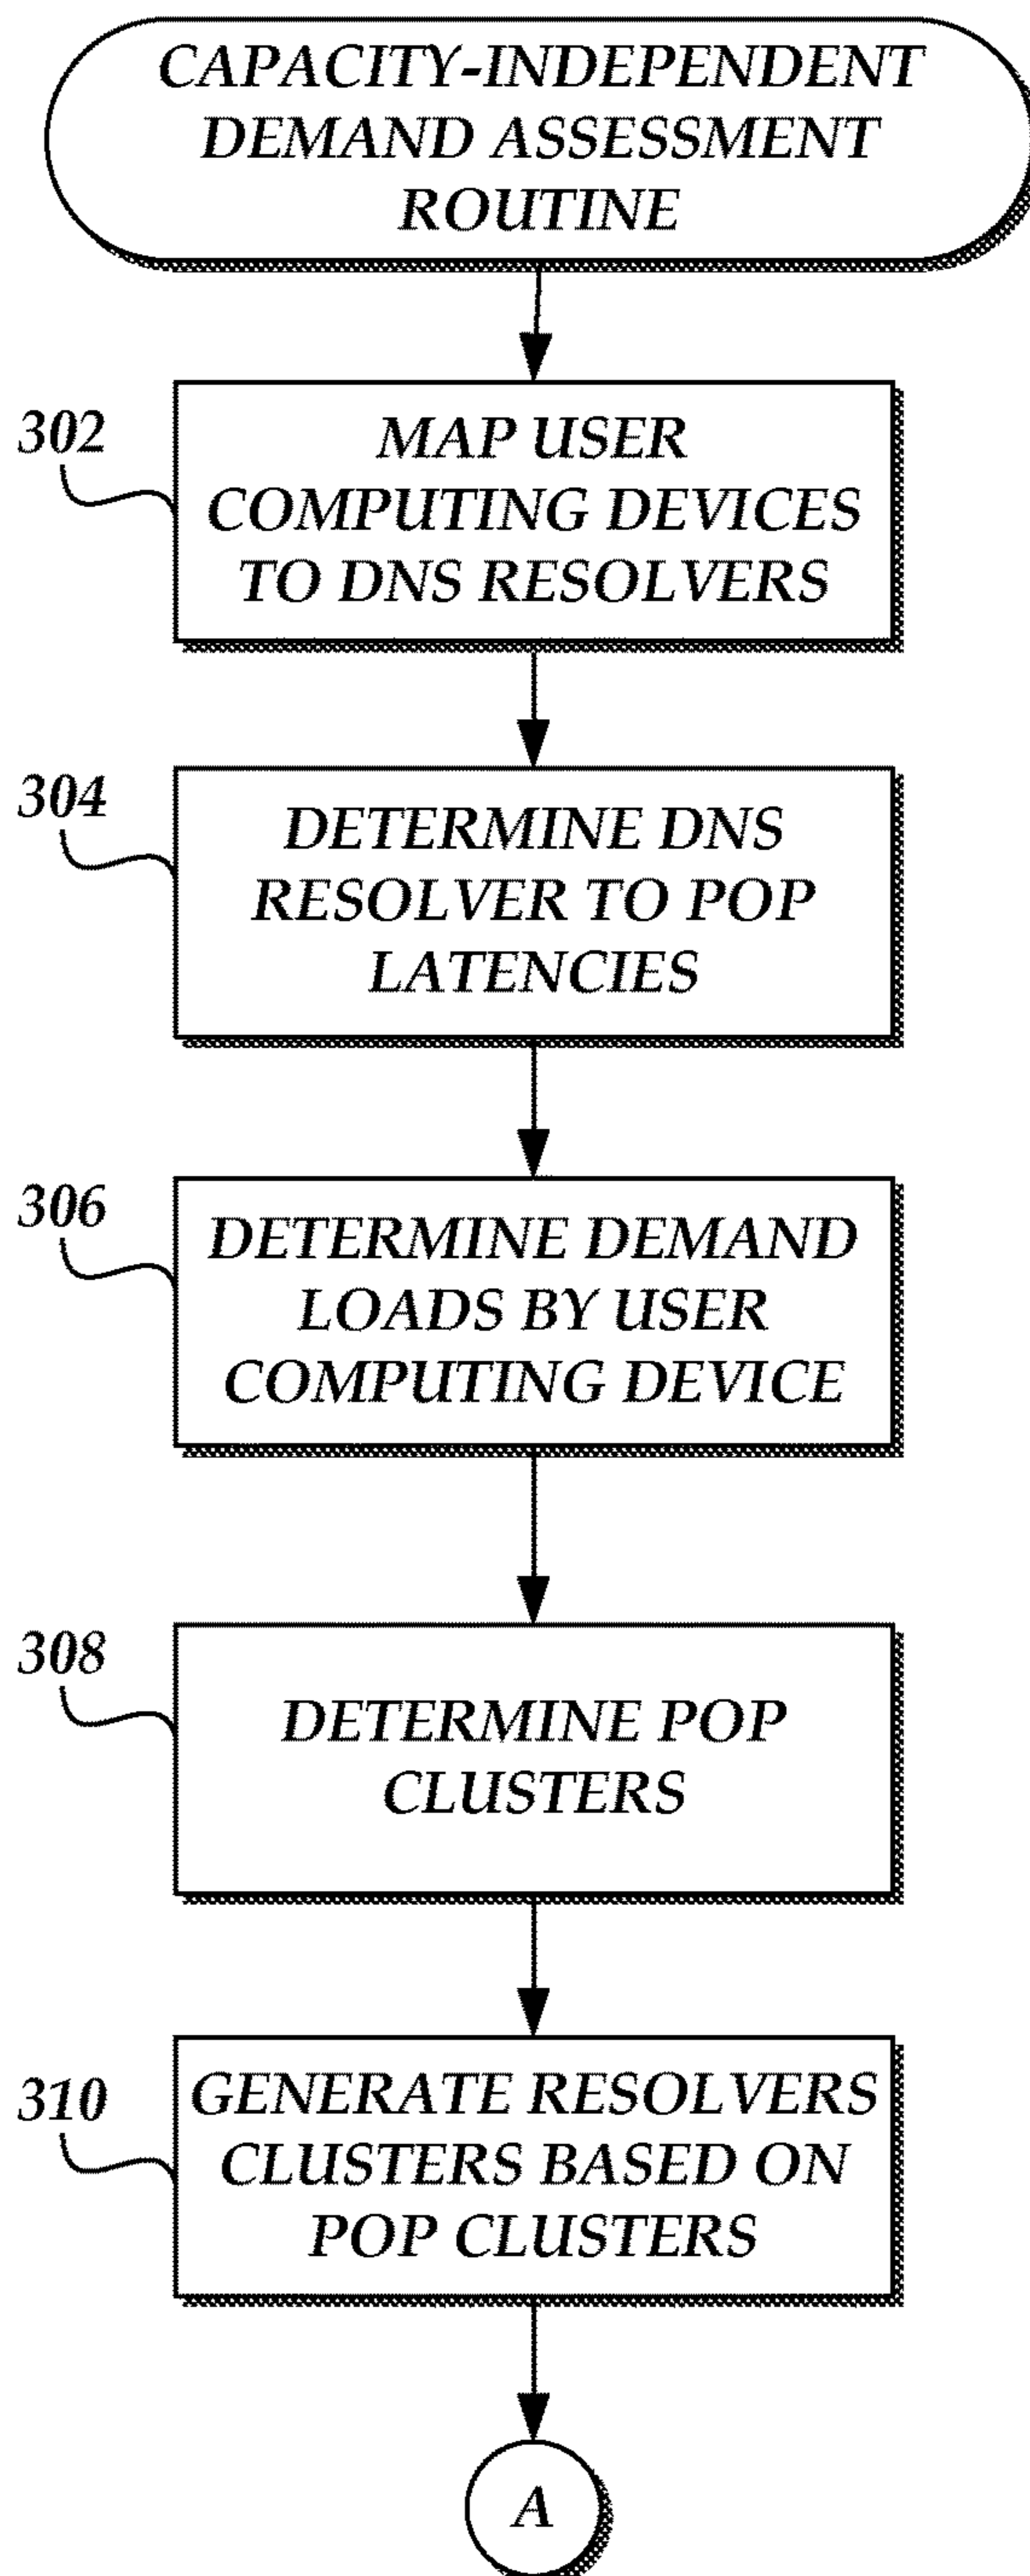 CAPACITY-INDEPENDENT
DEMAND ASSESSMENT
ROUTINE
302
MAP USER
COMPUTING DEVICES
TO DNS RESOLVERS
304
DETERMINE DNS
RESOLVER TO POP
LATENCIES
306
DETERMINE DEMAND
LOADS BY USER
COMPUTING DEVICE
308
DETERMINE POP
CLUSTERS
310
GENERATE RESOLVERS
CLUSTERS BASED ON
POP CLUSTERS
A